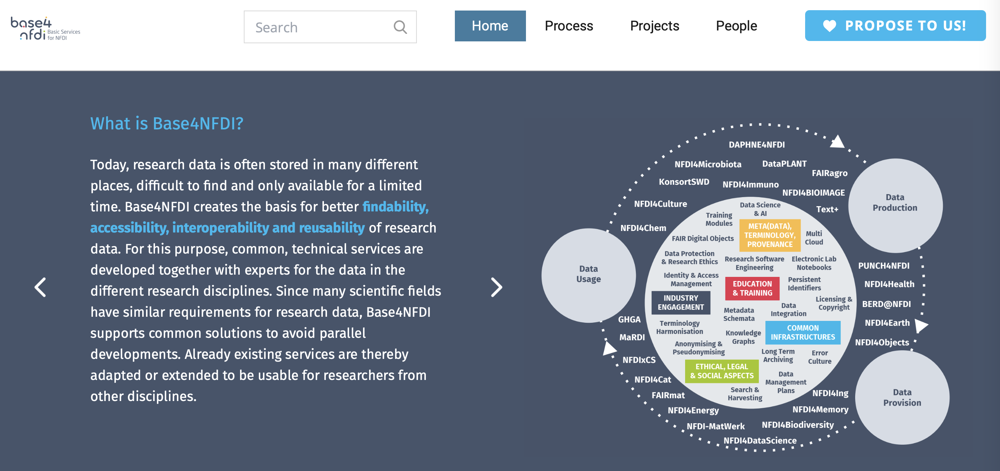 base4
nfdi Basic Services
for NFDI
Search
Home
Process
Projects
People
PROPOSE TO US!
What is Base4NFDI?
Today, research data is often stored in many different
places, difficult to find and only available for a limited
time. Base4NFDI creates the basis for better findability,
accessibility, interoperability and reusability of research
data. For this purpose, common, technical services are
developed together with experts for the data in the
different research disciplines. Since many scientific fields
have similar requirements for research data, Base4NFDI
supports common solutions to avoid parallel
developments. Already existing services are thereby
adapted or extended to be usable for researchers from
other disciplines.
DAPHNE4NFDI
NFDI4Microbiota
DataPLANT
FAIRagro
KonsortSWD
NFDI4Immuno
NFDI4BIOIMAGE
NFDI4Culture
Text+
NFDI4Chem
Data
Production
Data
Usage
Data Science
& AI
Training
Modules
META(DATA),
TERMINOLOGY,
PROVENANCE
Multi
Cloud
FAIR Digital Objects
Data Protection
& Research Ethics
Research Software
Engineering
Electronic Lab
Notebooks
Identity & Access
Management
EDUCATION
& TRAINING
Persistent
Identifiers
INDUSTRY
ENGAGEMENT
Licensing &
Copyright
Data
Integration
Metadata
Schemata
Terminology
Harmonisation
COMMON
INFRASTRUCTURES
Knowledge
Graphs
Anonymising &
Pseudonymising
Long Term
Archiving
Error
Culture
ETHICAL, LEGAL
& SOCIAL ASPECTS
Data
Management
Plans
Search &
Harvesting
PUNCH4NFDI
NFDI4Health
BERD@NFDI
NFDI4Earth
NFDI4Objects
Data
Provision
GHGA
MaRDI
NFDIxCS
NFDI4Cat
FAIRmat
NFDI4Energy
NFDI-MatWerk
NFDI4DataScience
NFDI4Biodiversity
NFDI4Memory
NFDI4Ing